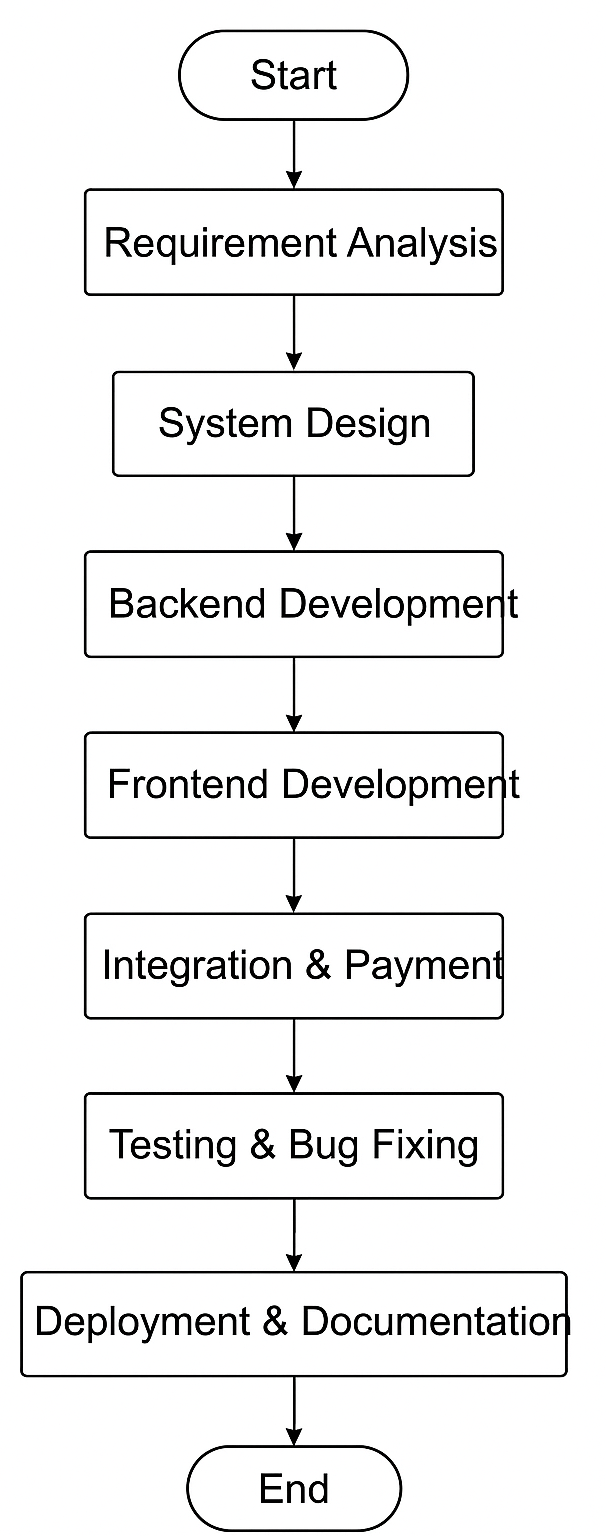 Start
Requirement Analysis
System Design
Backend Development
Frontend Development
Integration & Payment
Testing & Bug Fixing
Deployment & Documentation
End